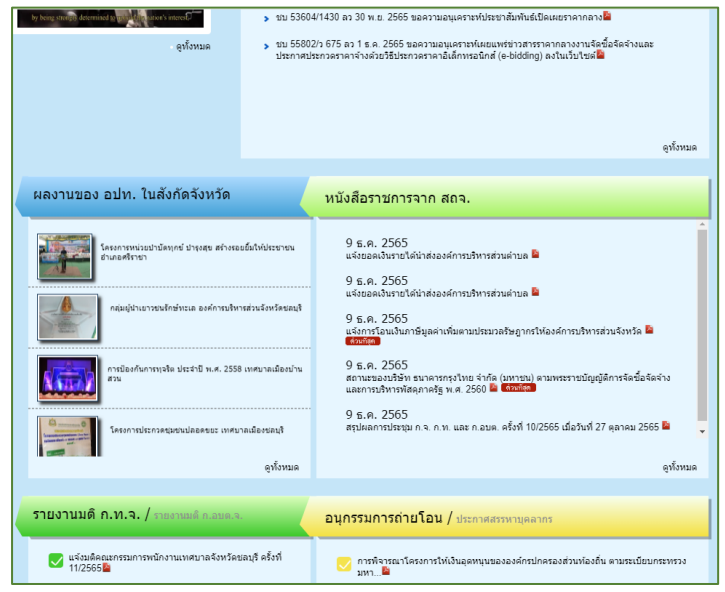 by being strongly determined to
nation's interest.
ดูทั้งหมด
ชบ 53604/1430 ลว 30 พ.ย. 2565 ขอความอนุเคราะห์ประชาสัมพันธ์เปิดเผยราคากลาง
ชบ 55802/ว 675 ลว 1 ธ.ค. 2565 ขอความอนุเคราะห์เผยแพร่ข่าวสารราคากลางงานจัดซื้อจัดจ้างและ
ประกาศประกวดราคาจ้างด้วยวิธีประกวดราคาอิเล็กทรอนิกส์ (e-bidding) ลงในเว็บไซต์
ดูทั้งหมด
ผลงานของ อปท. ในสังกัดจังหวัด
โครงการหน่วยบำบัดทุกข์ บำรุงสุข สร้างรอยยิ้มให้ประชาชน
อำเภอศรีราชา
กลุ่มผู้นำเยาวชนรักษ์ทะเล องค์การบริหารส่วนจังหวัดชลบุรี
การป้องกันการทุจริต ประจำปี พ.ศ. 2558 เทศบาลเมืองบ้าน
สวน
โครงการประกวดชุมชนปลอดขยะ เทศบาลเมืองชลบุรี
ดูทั้งหมด
หนังสือราชการจาก สถจ.
9 ธ.ค. 2565
แจ้งยอดเงินรายได้นำส่งองค์การบริหารส่วนตำบล
9 ธ.ค. 2565
แจ้งยอดเงินรายได้นำส่งองค์การบริหารส่วนตำบล
9 ธ.ค. 2565
แจ้งการโอนเงินภาษีมูลค่าเพิ่มตามประมวลรัษฎากรให้องค์การบริหารส่วนจังหวัด
ด่วนที่สุด
9 ธ.ค. 2565
สถานะของบริษัท ธนาคารกรุงไทย จำกัด (มหาชน) ตามพระราชบัญญัติการจัดซื้อจัดจ้าง
และการบริหารพัสดุภาครัฐ พ.ศ. 2560 ด่วนที่สุด
9 ธ.ค. 2565
สรุปผลการประชุม ก.จ. ก.ท. และ ก.อบต. ครั้งที่ 10/2565 เมื่อวันที่ 27 ตุลาคม 2565
ดูทั้งหมด
รายงานมติ ก.ท.จ. / รายงานมติ ก.อบต.จ.
แจ้งมติคณะกรรมการพนักงานเทศบาลจังหวัดชลบุรี ครั้งที่
11/2565
อนุกรรมการถ่ายโอน / ประกาศสรรหาบุคลากร
การพิจารณาโครงการให้เงินอุดหนุนขององค์กรปกครองส่วนท้องถิ่น ตามระเบียบกระทรวง
มหา...